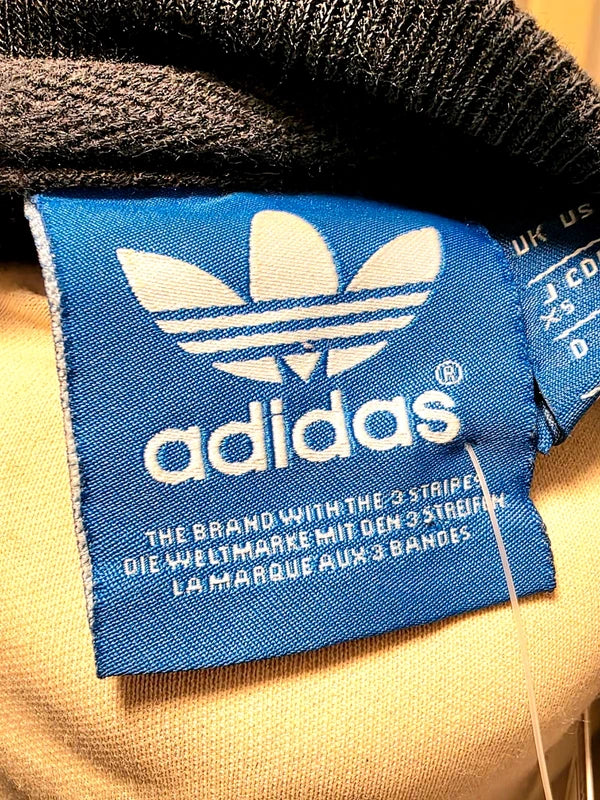 adidas®
THE BRAND WITH THE 3 STRIPES
DIE WELTMARKE MIT DEN 3 STREIFEN
LA MARQUE AUX 3 BANDES
UK US
J
XS
D